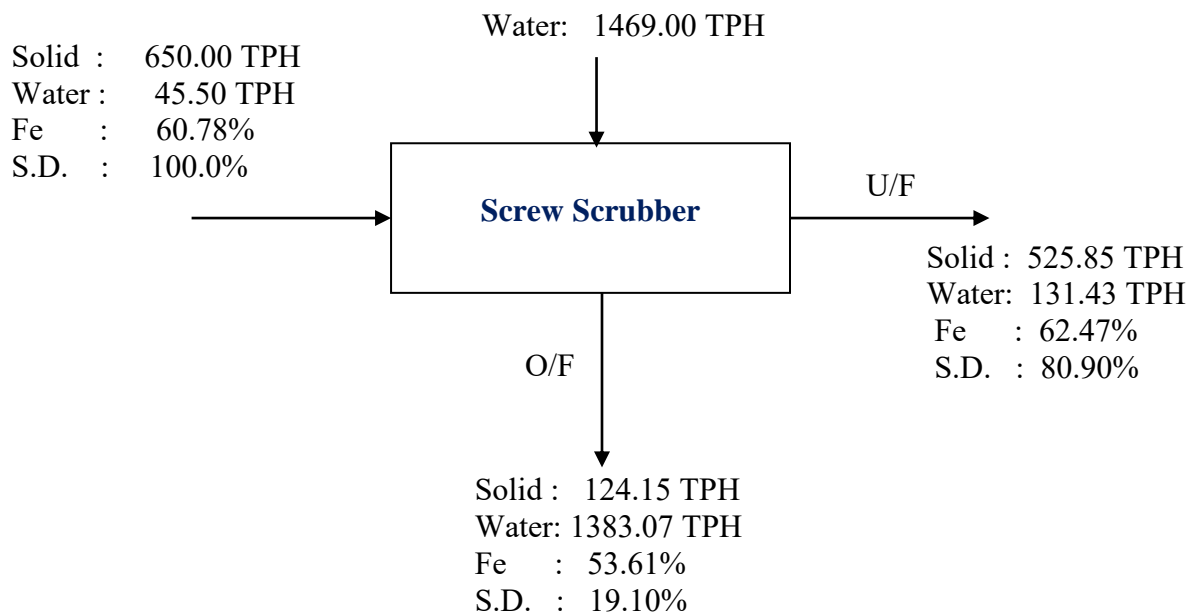 Water: 1469.00 TPH
Solid : 650.00 TPH
Water : 45.50 TPH
Fe : 60.78%
S.D. : 100.0%
Screw Scrubber
U/F
Solid : 525.85 TPH
Water: 131.43 TPH
Fe : 62.47%
S.D. : 80.90%
O/F
Solid : 124.15 TPH
Water: 1383.07 TPH
Fe : 53.61%
S.D. : 19.10%